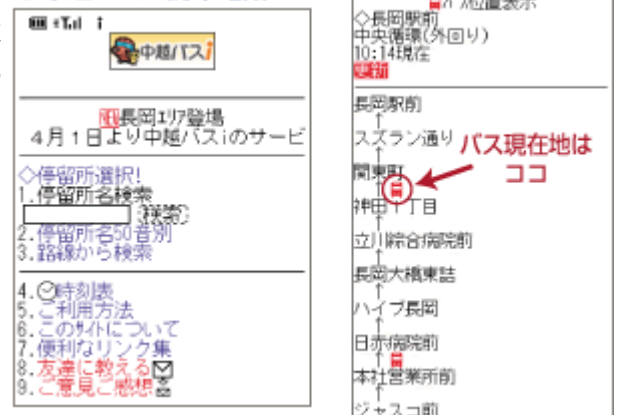 中越バスi
NEW長岡エリア登場
4月1日より中越バスiのサービ
◇停留所選択!
1.停留所名検索
検索
2.停留所名50音別
3.路線から検索
4.時刻表
5.ご利用方法
6.このサイトについて
7.便利なリンク集
8.友達に教える
9.ご意見ご感想
バス位置表示
◇長岡駅前
中央循環(外回り)
10:14現在
更新
長岡駅前
↑
スズラン通り
↑
関東町
↑
神田1丁目
↑
立川綜合病院前
↑
長岡大橋東詰
↑
ハイブ長岡
↑
日赤病院前
↑
本社営業所前
↑
ジャスコ前
バス現在地は
ココ